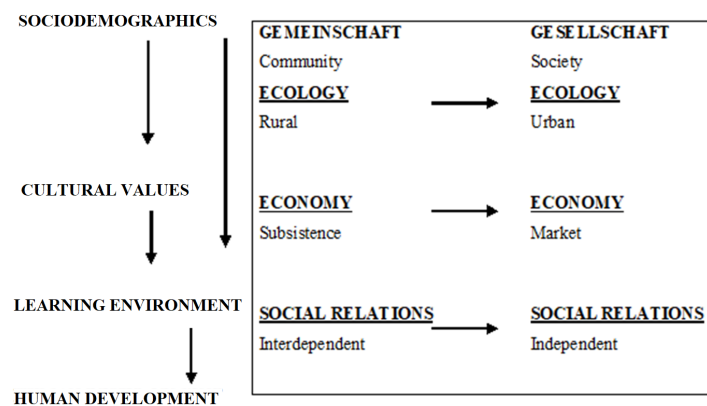 SOCIODEMOGRAPHICS
CULTURAL VALUES
LEARNING ENVIRONMENT
HUMAN DEVELOPMENT
GEMEINSCHAFT
Community
ECOLOGY
Rural
ECONOMY
Subsistence
SOCIAL RELATIONS
Interdependent
GESELLSCHAFT
Society
ECOLOGY
Urban
ECONOMY
Market
SOCIAL RELATIONS
Independent